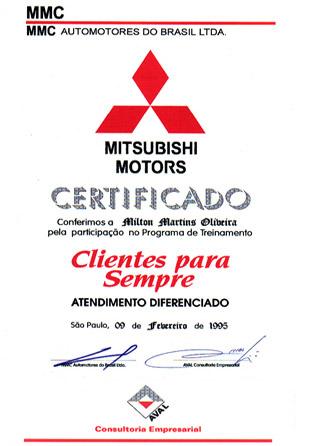 MMC
MMC AUTOMOTORES DO BRASIL LTDA.
MITSUBISHI
MOTORS
CERTIFICADO
Conferimos a Milton Martins Oliveira
pela participação no Programa de Treinamento
Clientes para
Sempre
ATENDIMENTO DIFERENCIADO
São Paulo, 09 de Fevereiro de 1995
MMC Automotores do Brasil Ltda. AVAL Consultoria Empresarial
AVAL
Consultoria Empresarial